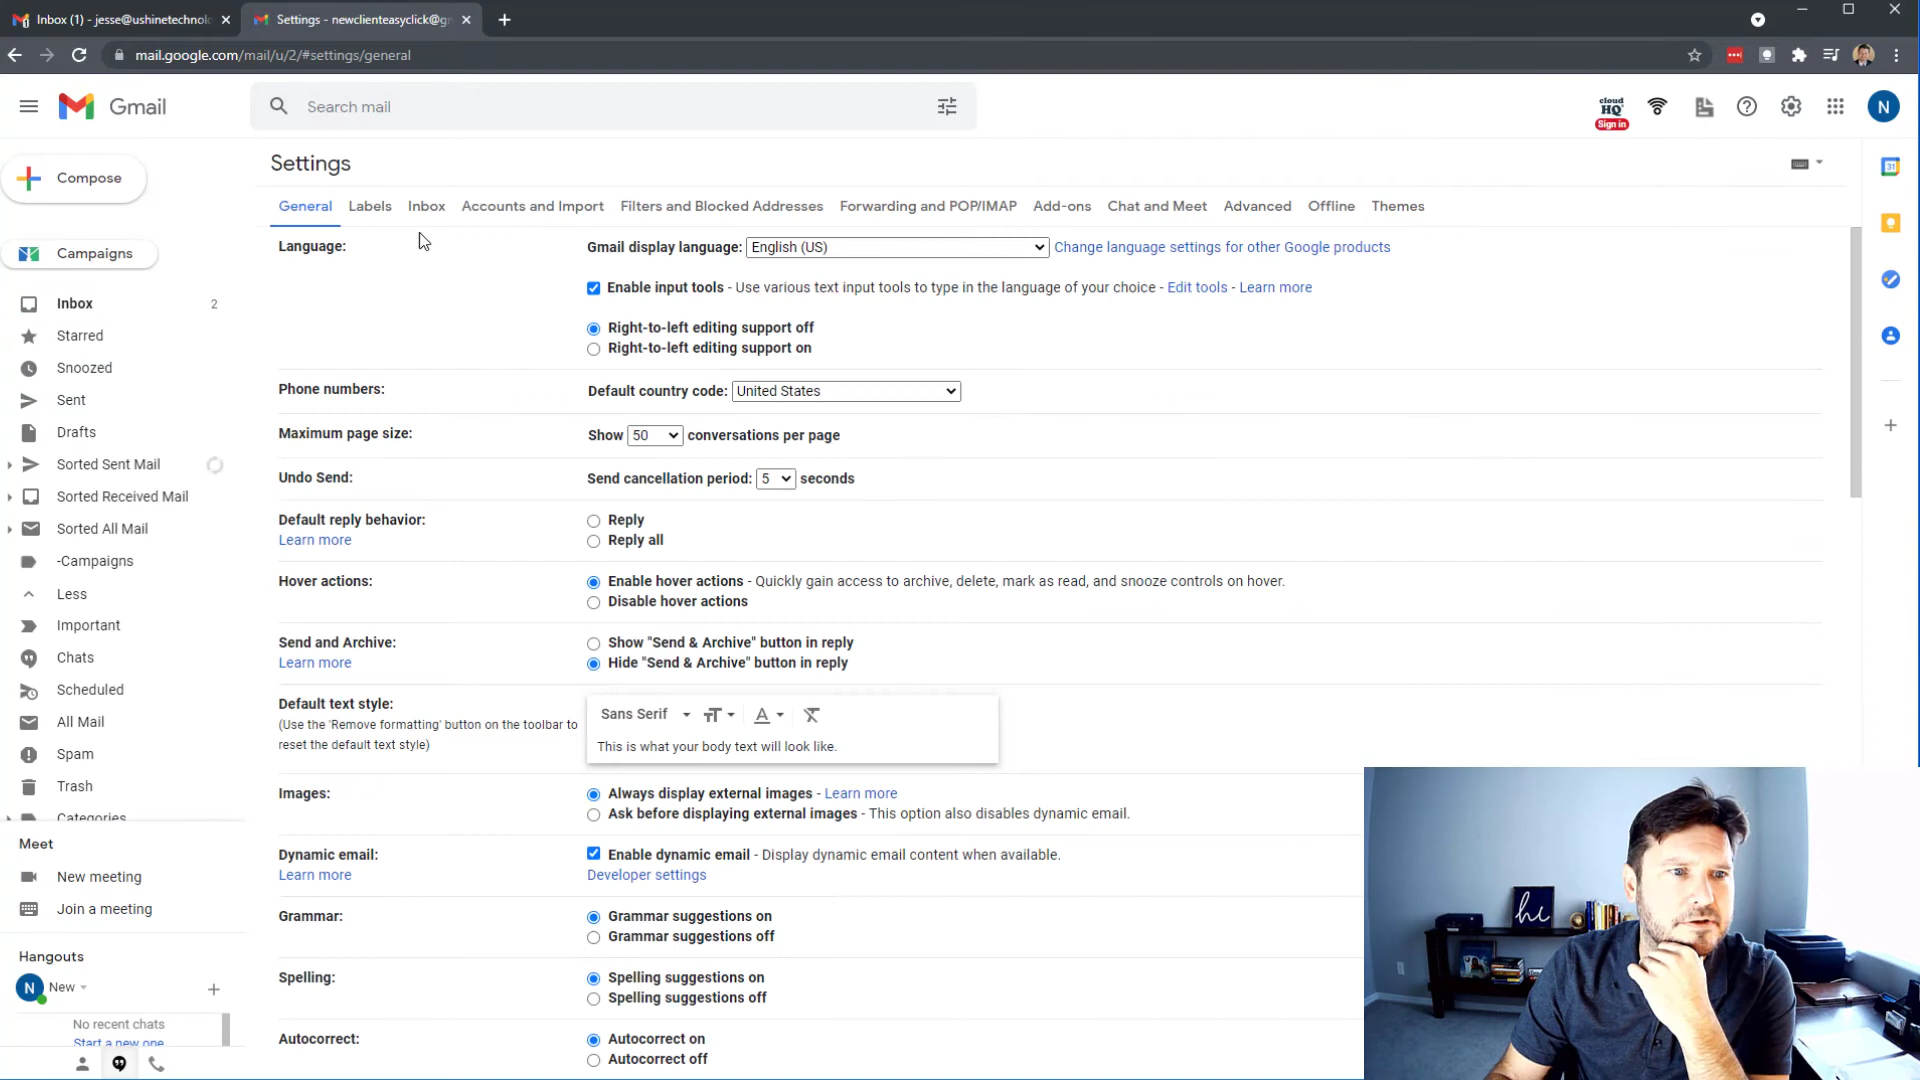 Inbox (1) - jesse@ushinetechnolo
Settings - newclienteasyclick@gm
mail.google.com/mail/u/2/#settings/general
Gmail
Search mail
cloud
HQ
Sign in
N
Settings
31
Compose
General Labels Inbox Accounts and Import Filters and Blocked Addresses Forwarding and POP/IMAP Add-ons Chat and Meet Advanced Offline Themes
Campaigns
Inbox 2
Starred
Snoozed
Sent
Drafts
Sorted Sent Mail
Sorted Received Mail
Sorted All Mail
-Campaigns
Less
Important
Chats
Scheduled
All Mail
Spam
Trash
Categories
Meet
New meeting
Join a meeting
Hangouts
N New
No recent chats
Start a new one
Language: Gmail display language: English (US) Change language settings for other Google products
Enable input tools - Use various text input tools to type in the language of your choice - Edit tools - Learn more
Right-to-left editing support off
Right-to-left editing support on
Phone numbers: Default country code: United States
Maximum page size: Show 50 conversations per page
Undo Send: Send cancellation period: 5 seconds
Default reply behavior: Reply
Learn more Reply all
Hover actions: Enable hover actions - Quickly gain access to archive, delete, mark as read, and snooze controls on hover.
Disable hover actions
Send and Archive: Show "Send & Archive" button in reply
Learn more Hide "Send & Archive" button in reply
Default text style:
(Use the 'Remove formatting' button on the toolbar to
reset the default text style)
Sans Serif
This is what your body text will look like.
Images: Always display external images - Learn more
Ask before displaying external images - This option also disables dynamic email.
Dynamic email: Enable dynamic email - Display dynamic email content when available.
Learn more Developer settings
Grammar: Grammar suggestions on
Grammar suggestions off
Spelling: Spelling suggestions on
Spelling suggestions off
Autocorrect: Autocorrect on
Autocorrect off
hi